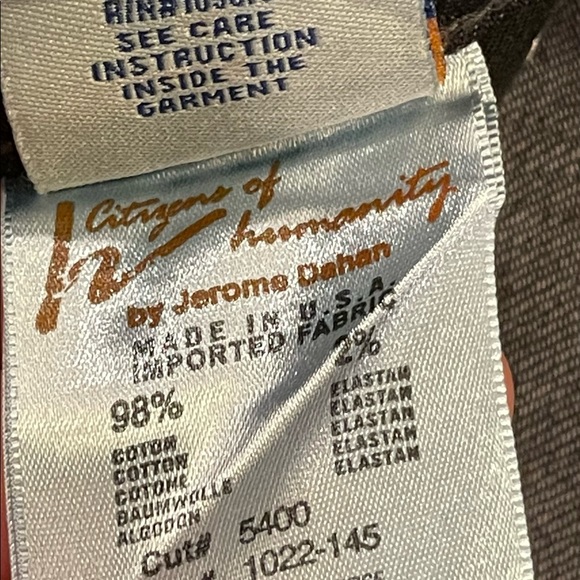 SEE CARE
INSTRUCTION
INSIDE THE
GARMENT
Citizens of
humanity
by Jerome Dahan
MADE IN U.S.A.
IMPORTED FABRIC
98%
2%
COTON
COTTON
COTONE
BAUMWOLLE
ALGODON
ELASTAN
ELASTAN
ELASTAN
ELASTAN
ELASTAN
Cut# 5400
1022-145